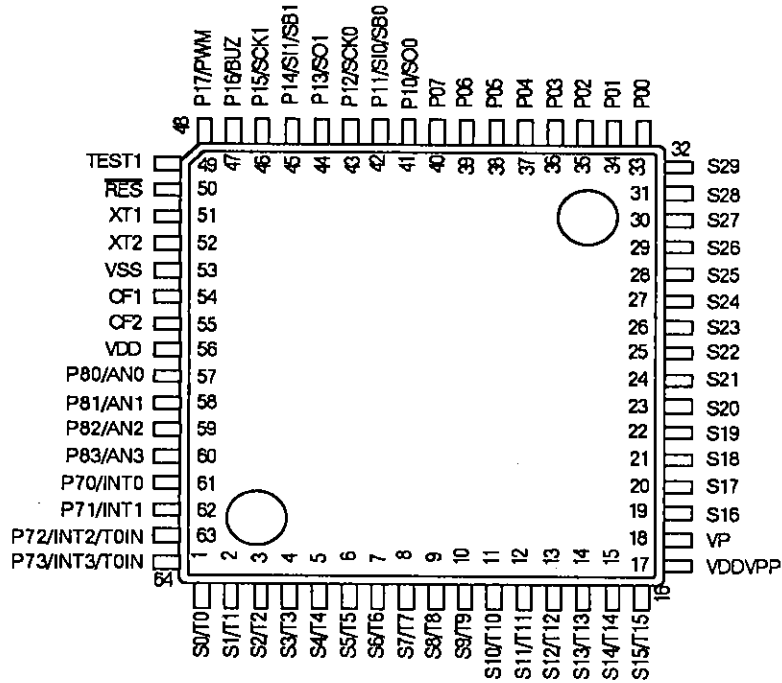 P17/PWM
P16/BUZ
P15/SCK1
P14/SI1/SB1
P13/SO1
P12/SCK0
P11/SI0/SB0
P10/SO0
P07
P06
P05
P04
P03
P02
P01
P00
48
47
46
45
44
43
42
41
40
39
38
37
36
35
34
33
32
TEST1
RES
50
XT1
51
XT2
52
VSS
53
CF1
54
CF2
55
VDD
56
P80/AN0
57
P81/AN1
58
P82/AN2
59
P83/AN3
60
P70/INT0
61
P71/INT1
62
P72/INT2/T0IN
63
P73/INT3/T0IN
64
S29
31
S28
30
S27
29
S26
28
S25
27
S24
26
S23
25
S22
24
S21
23
S20
22
S19
21
S18
20
S17
19
S16
18
VP
17
VDDVPP
1
2
3
4
5
6
7
8
9
10
11
12
13
14
15
16
S0/T0
S1/T1
S2/T2
S3/T3
S4/T4
S5/T5
S6/T6
S7/T7
S8/T8
S9/T9
S10/T10
S11/T11
S12/T12
S13/T13
S14/T14
S15/T15